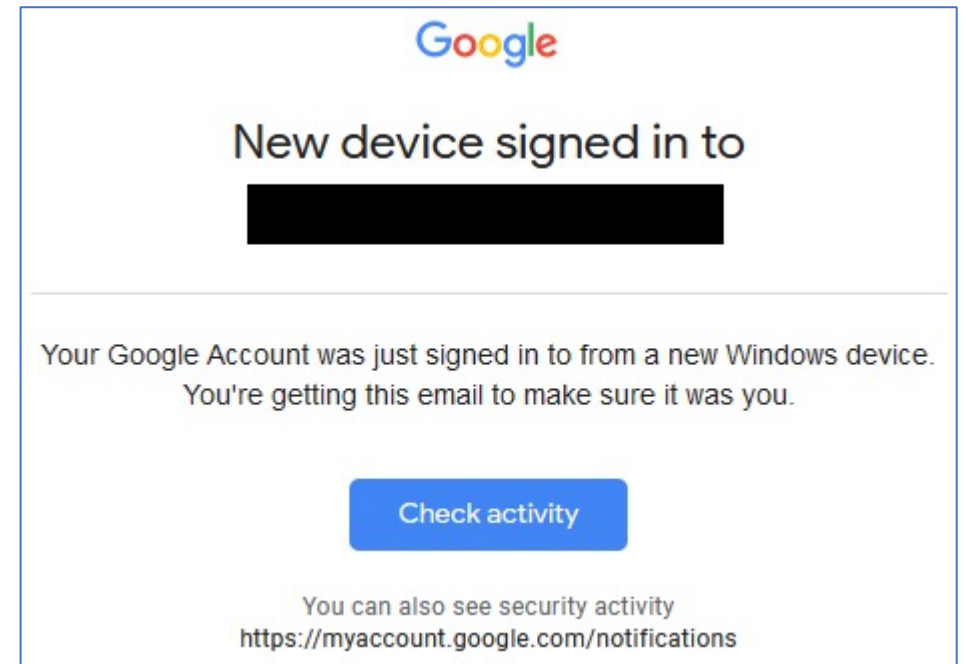 Google
New device signed in to
Your Google Account was just signed in to from a new Windows device.
You're getting this email to make sure it was you.
Check activity
You can also see security activity
https://myaccount.google.com/notifications